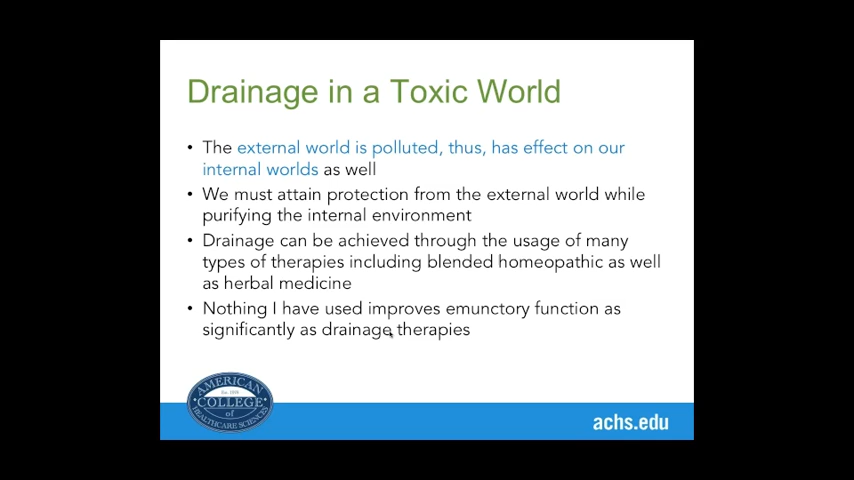 Drainage in a Toxic World
• The external world is polluted, thus, has effect on our
internal worlds as well
• We must attain protection from the external world while
purifying the internal environment
• Drainage can be achieved through the usage of many
types of therapies including blended homeopathic as well
as herbal medicine
• Nothing I have used improves emunctory function as
significantly as drainage therapies
AMERICAN
Est. 1978
COLLEGE
of
HEALTHCARE SCIENCES
achs.edu